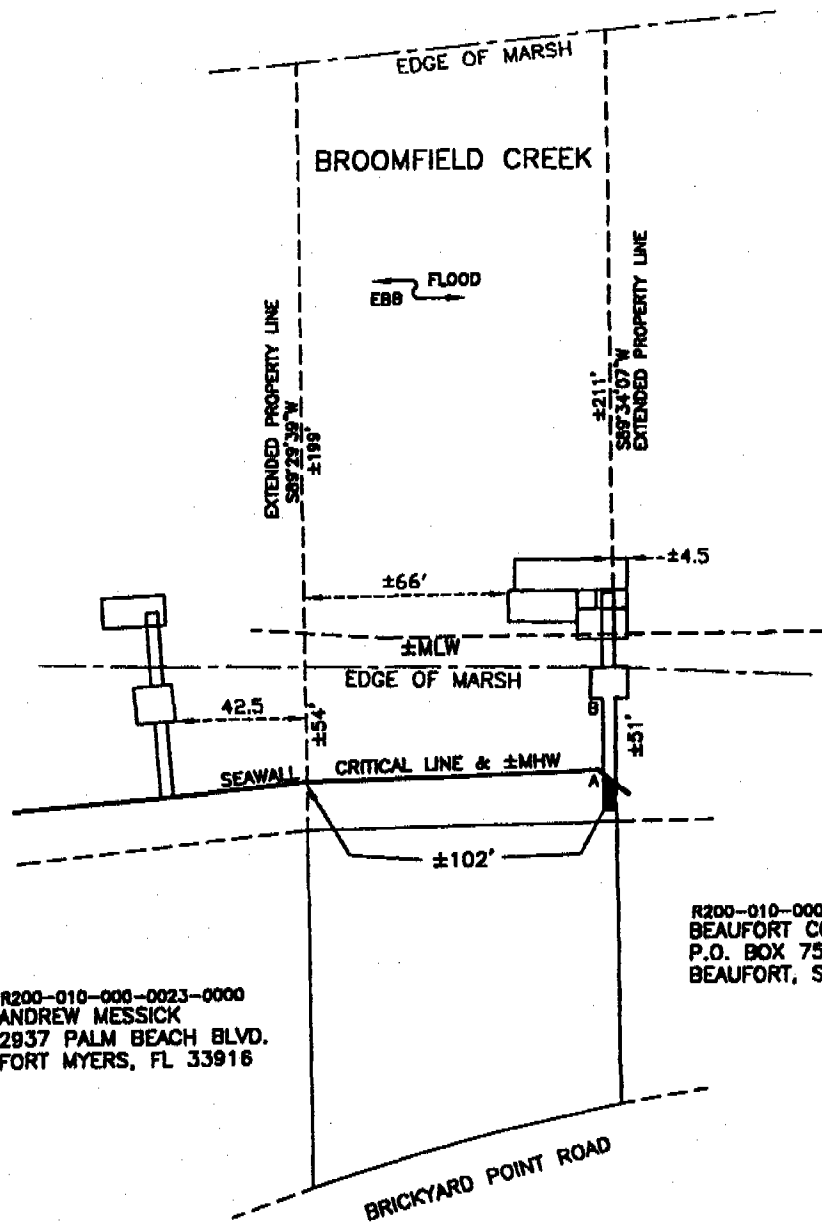 EDGE OF MARSH
BROOMFIELD CREEK
FLOOD
EBB
EXTENDED PROPERTY LINE
S89°29'39"W
±199'
±211'
S89°34'07"W
EXTENDED PROPERTY LINE
±4.5
±66'
±MLW
EDGE OF MARSH
42.5
±54'
B
±51'
SEAWALL
CRITICAL LINE & ±MHW
A
±102'
R200-010-000
BEAUFORT CO
P.O. BOX 75
BEAUFORT, S
R200-010-000-0023-0000
ANDREW MESSICK
2937 PALM BEACH BLVD.
FORT MYERS, FL 33916
BRICKYARD POINT ROAD